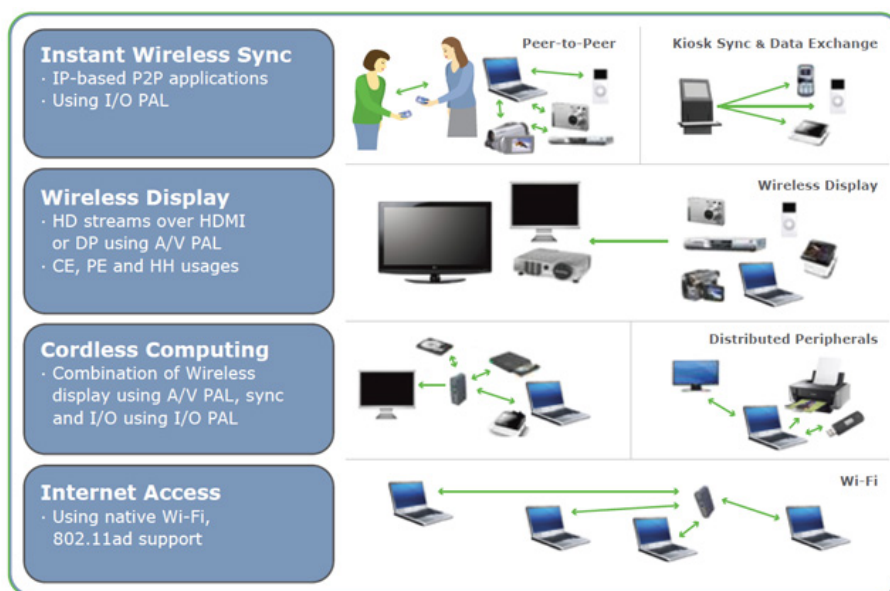 Instant Wireless Sync
· IP-based P2P applications
· Using I/O PAL
Peer-to-Peer
Kiosk Sync & Data Exchange
Wireless Display
· HD streams over HDMI
or DP using A/V PAL
· CE, PE and HH usages
Wireless Display
Cordless Computing
· Combination of Wireless
display using A/V PAL, sync
and I/O using I/O PAL
Distributed Peripherals
Internet Access
· Using native Wi-Fi,
802.11ad support
Wi-Fi